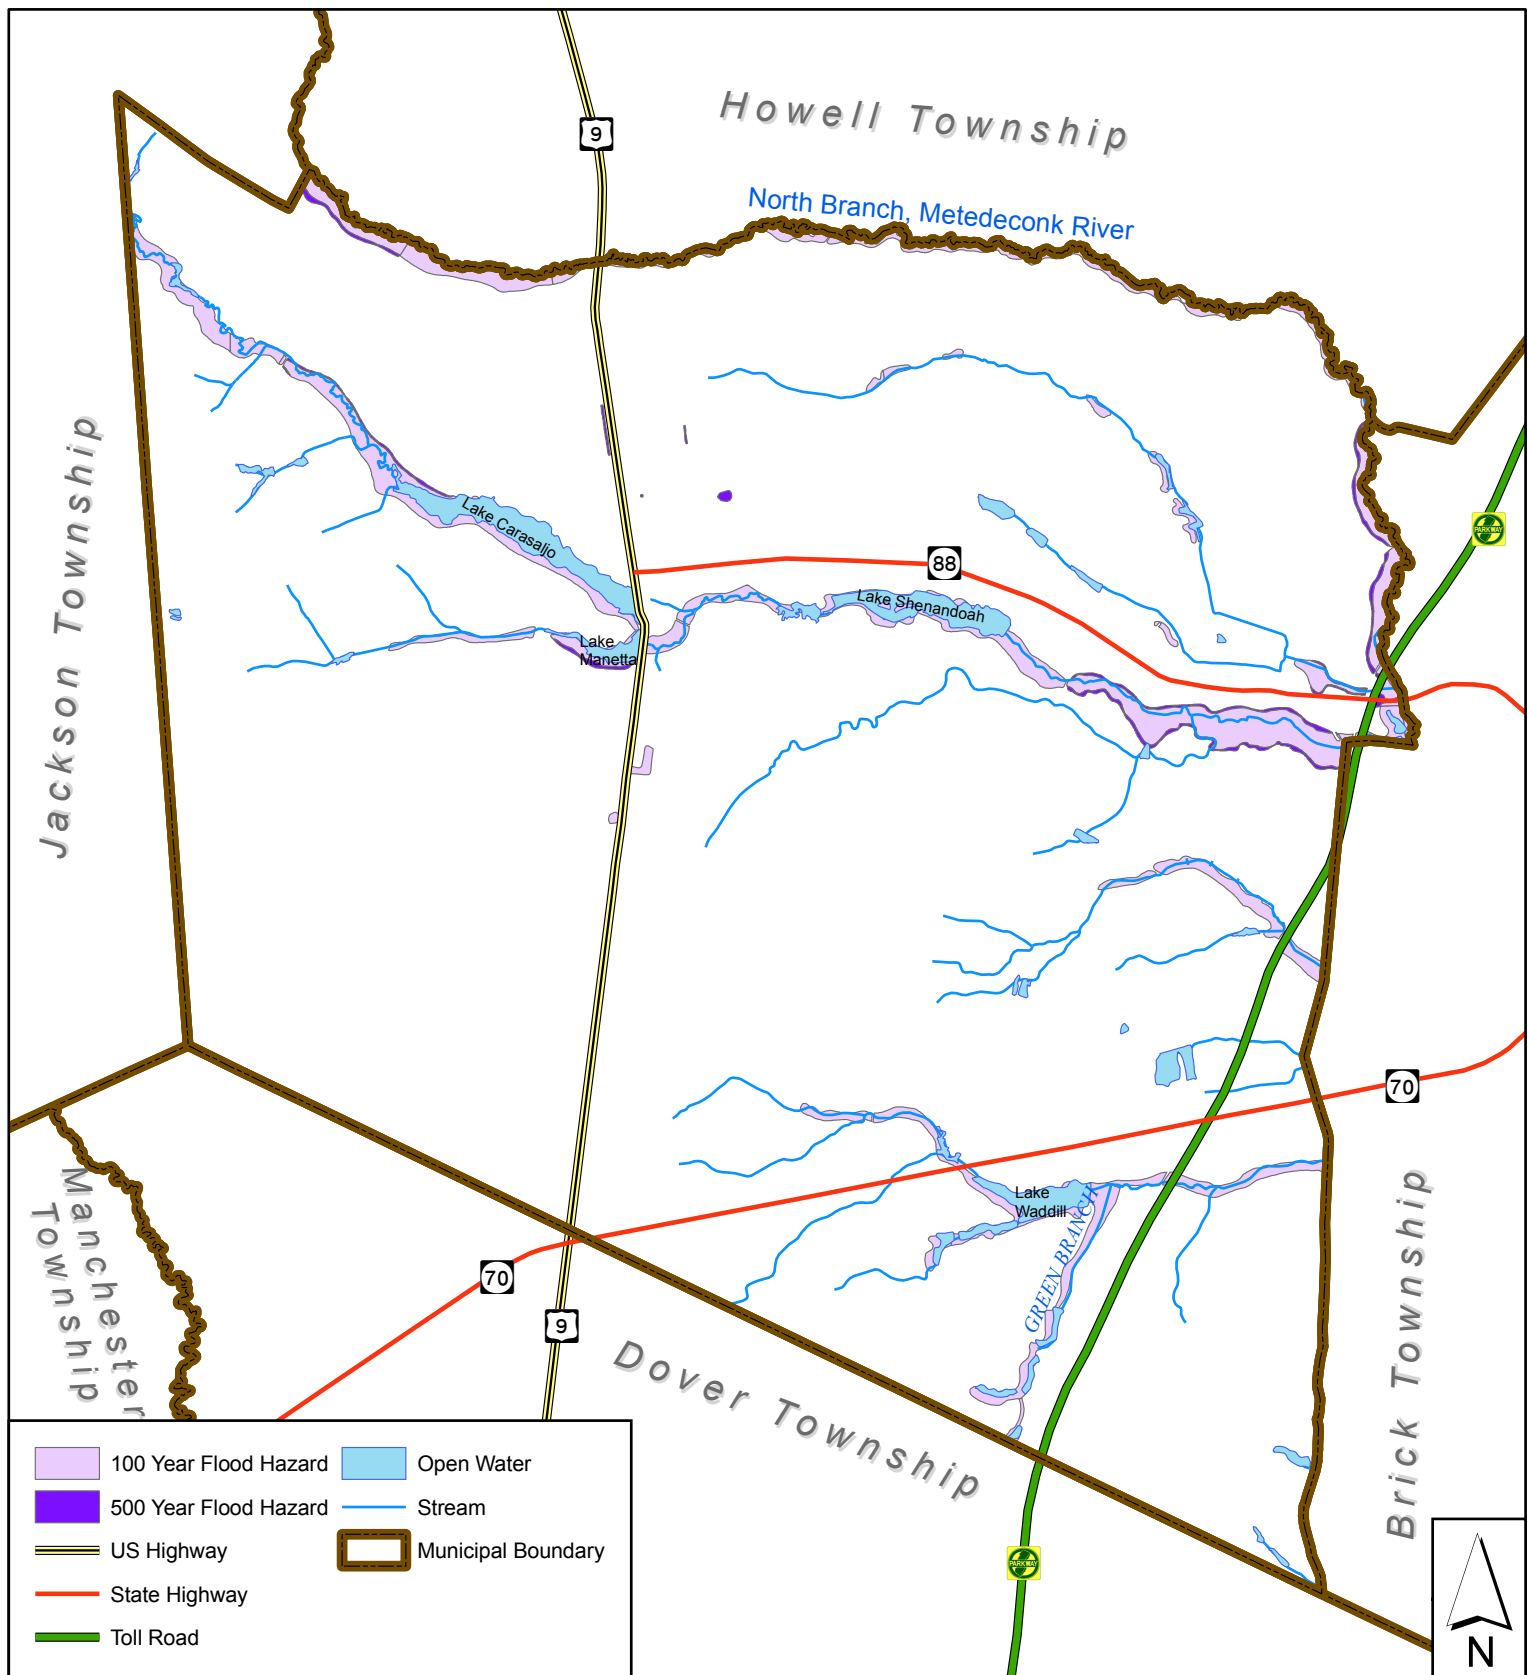 Howell Township
9
North Branch, Metedeconk River
Jackson Township
Lake Carasaljo
PARKWAY
88
Lake Shenandoah
Lake
Manetta
70
Lake
Waddill
GREEN BRANCH
Manchester
Township
70
9
Dover Township
Brick Township
PARKWAY
100 Year Flood Hazard
500 Year Flood Hazard
US Highway
State Highway
Toll Road
Open Water
Stream
Municipal Boundary
N